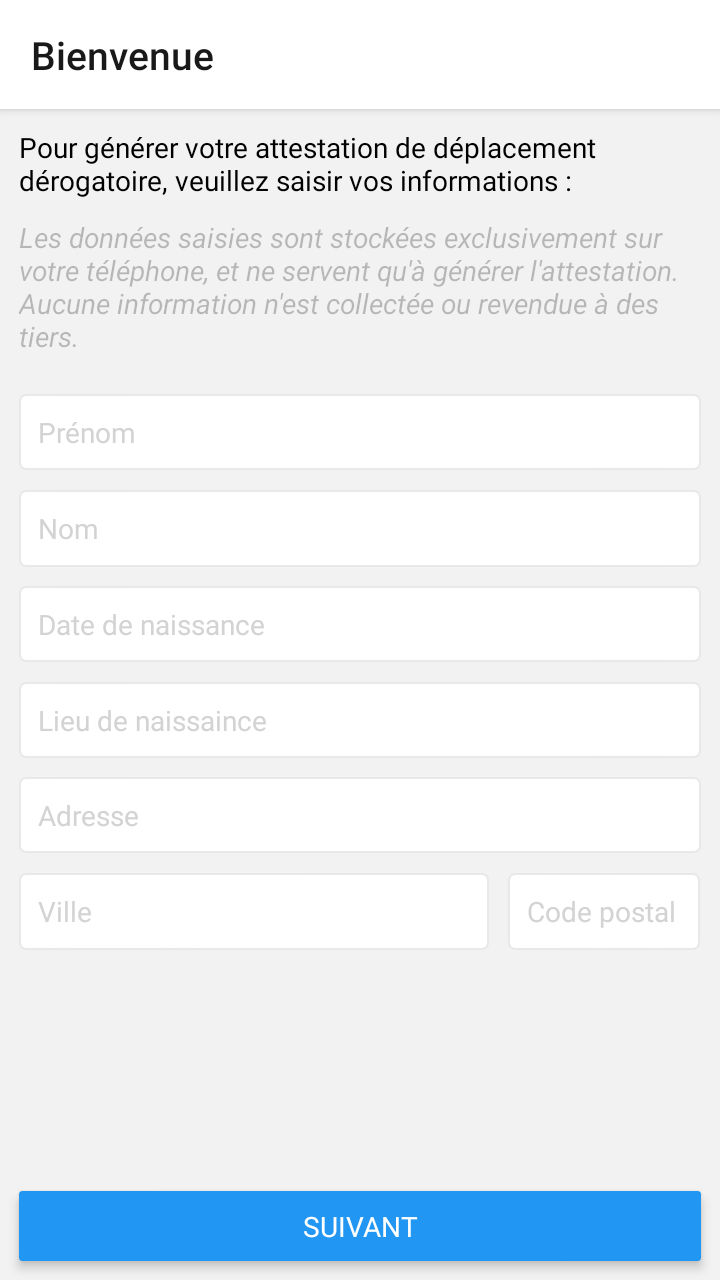 Bienvenue
Pour générer votre attestation de déplacement
dérogatoire, veuillez saisir vos informations :
Les données saisies sont stockées exclusivement sur
votre téléphone, et ne servent qu'à générer l'attestation.
Aucune information n'est collectée ou revendue à des
tiers.
Prénom
Nom
Date de naissance
Lieu de naissaince
Adresse
Ville
Code postal
SUIVANT